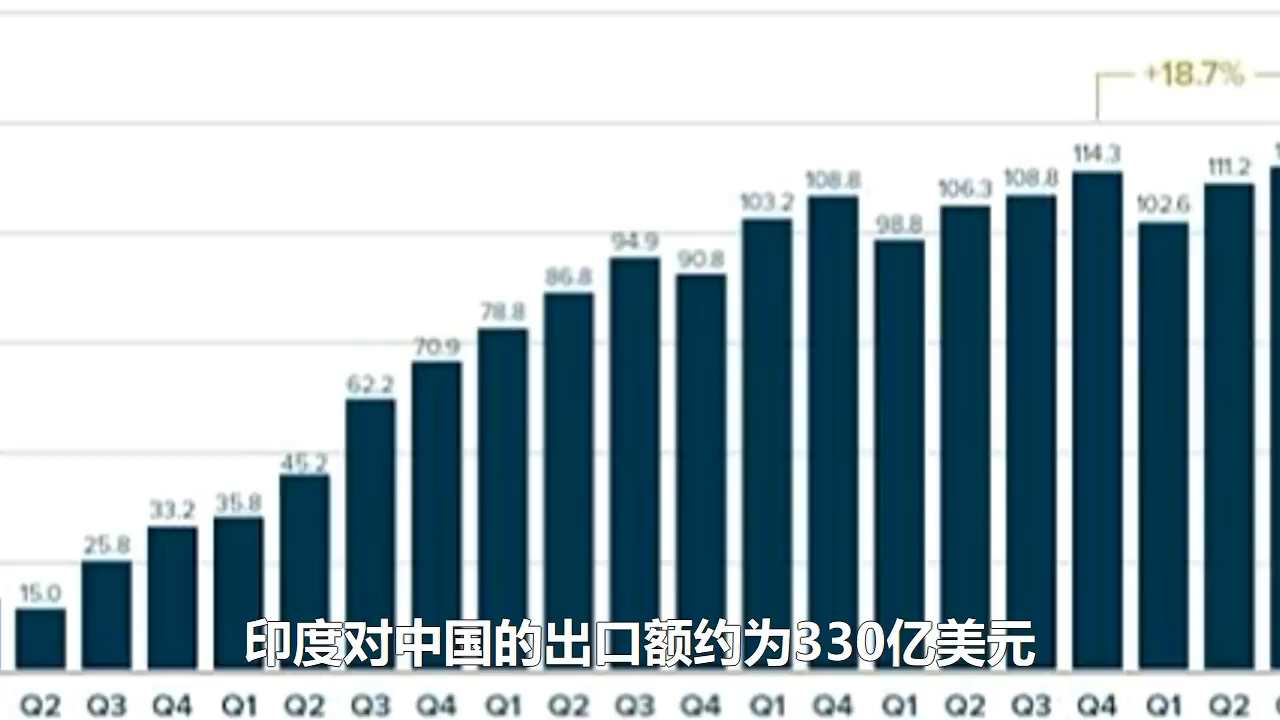 +18.7%
15.0 25.8 33.2 35.8 45.2 62.2 70.9 78.8 86.8 94.9 90.8 103.2 108.8 98.8 106.3 108.8 114.3 102.6 111.2
印度对中国的出口额约为330亿美元
Q2 Q3 Q4 Q1 Q2 Q3 Q4 Q1 Q2 Q3 Q4 Q1 Q4 Q1 Q2 Q3 Q4 Q1 Q2